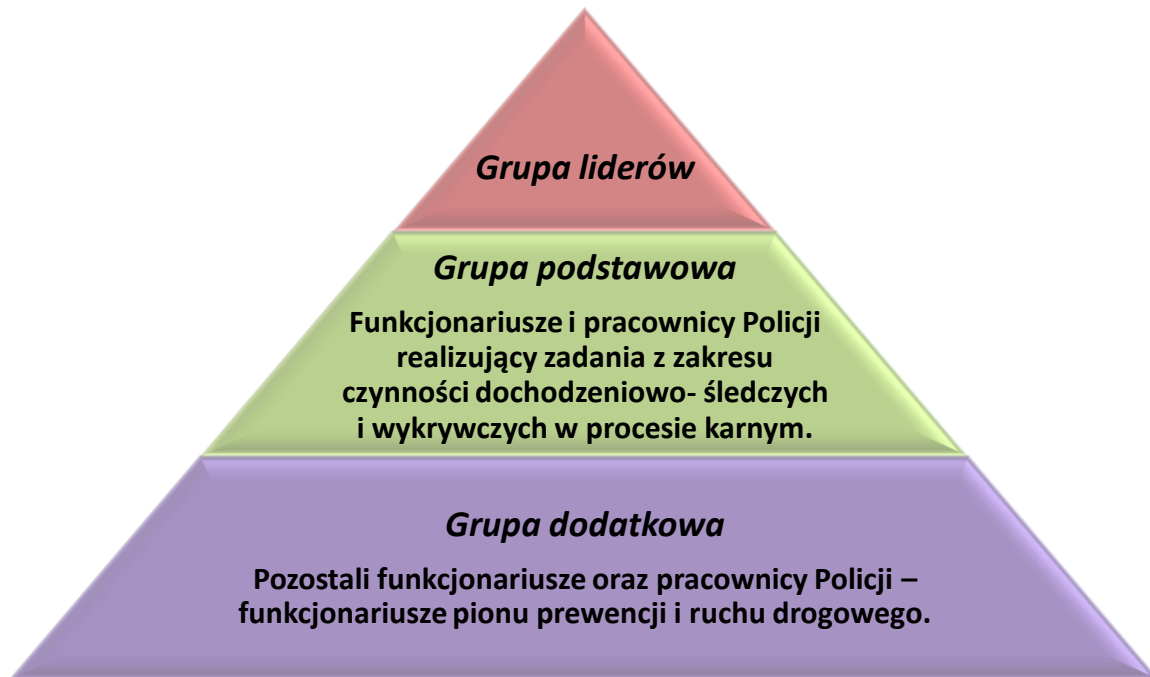 Grupa liderów
Grupa podstawowa
Funkcjonariusze i pracownicy Policji
realizujący zadania z zakresu
czynności dochodzeniowo- śledczych
i wykrywczych w procesie karnym.
Grupa dodatkowa
Pozostali funkcjonariusze oraz pracownicy Policji –
funkcjonariusze pionu prewencji i ruchu drogowego.